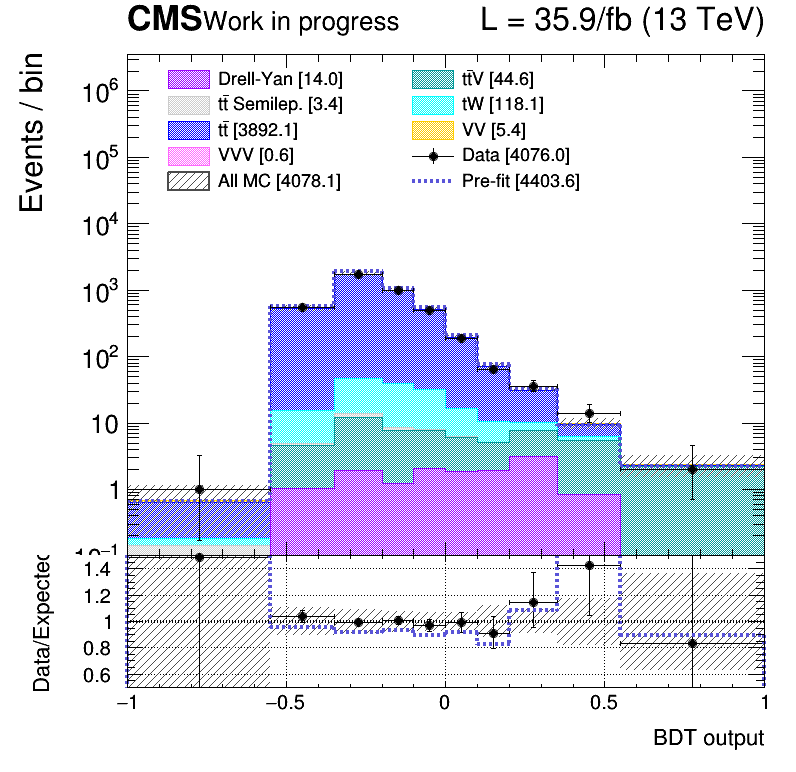 CMS Work in progress L = 35.9/fb (13 TeV)
Events / bin
Drell-Yan [14.0] tt̄V [44.6]
tt̄ Semilep. [3.4] tW [118.1]
tt̄ [3892.1] VV [5.4]
VVV [0.6] Data [4076.0]
All MC [4078.1] Pre-fit [4403.6]
10⁶
10⁵
10⁴
10³
10²
10
1
10⁻¹
Data/Expected
1.4
1.2
1
0.8
0.6
−1 −0.5 0 0.5 1
BDT output